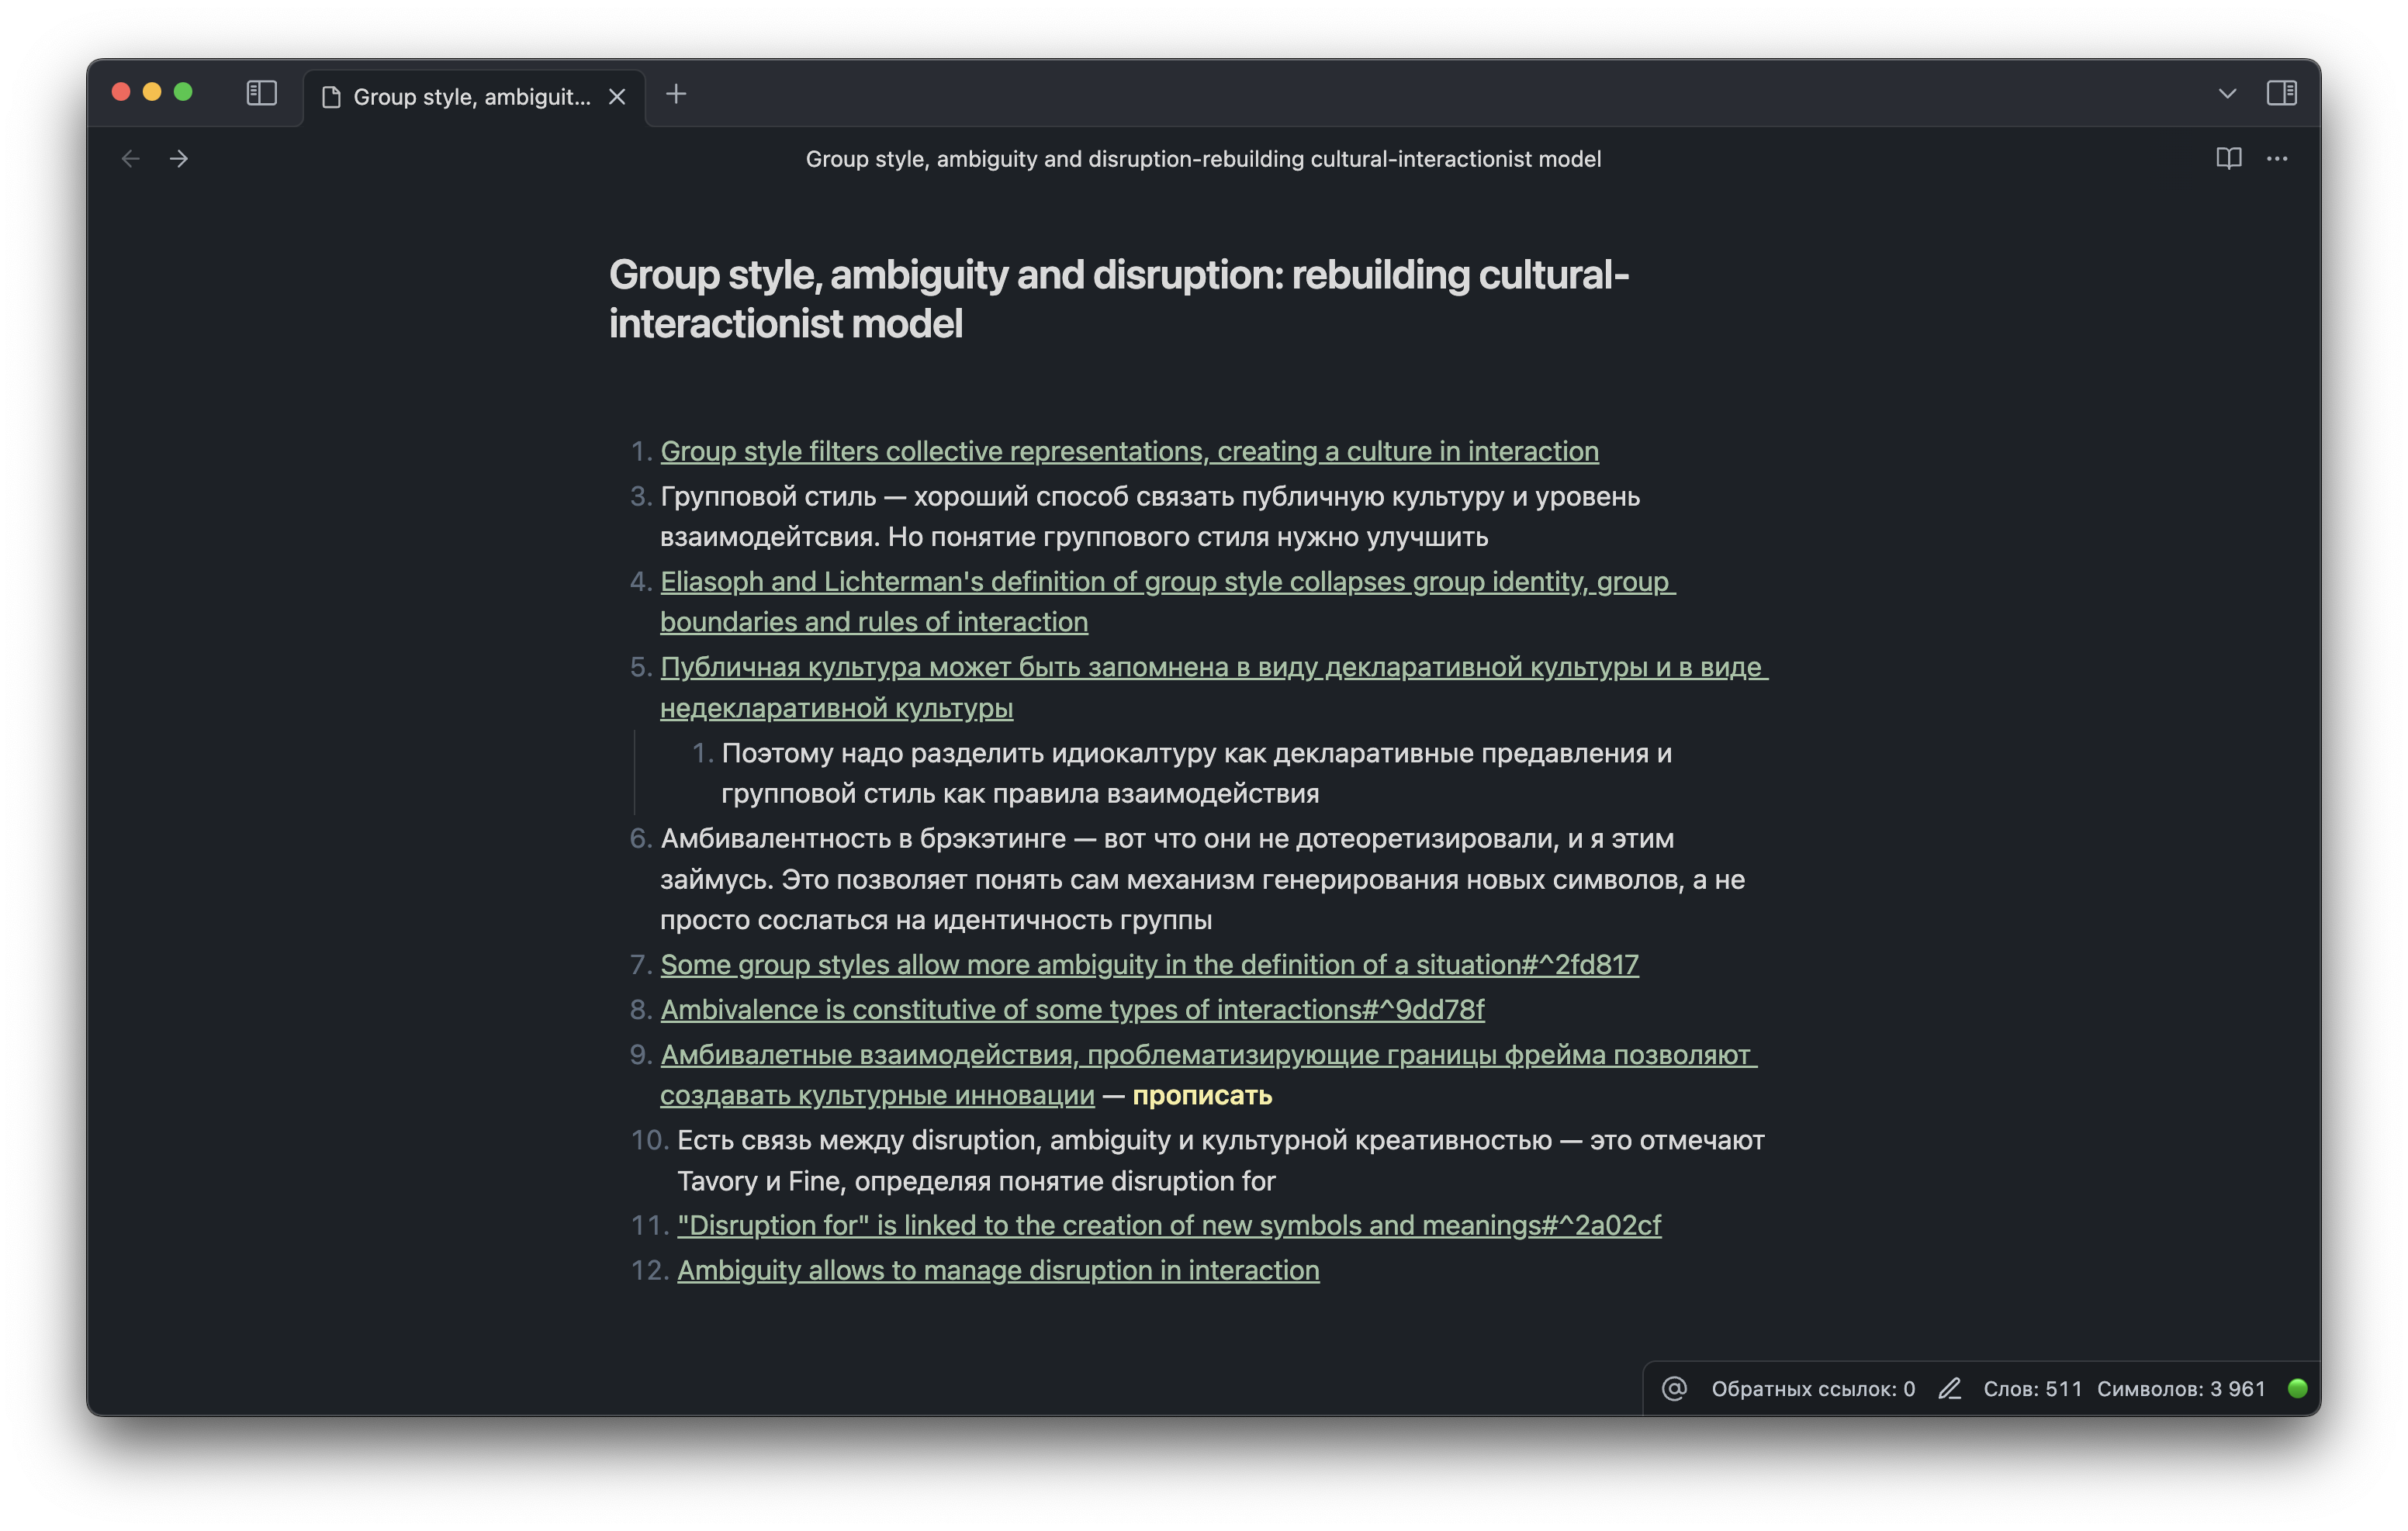 Group style, ambiguit...
Group style, ambiguity and disruption-rebuilding cultural-interactionist model
Group style, ambiguity and disruption: rebuilding cultural-
interactionist model
1. Group style filters collective representations, creating a culture in interaction
3. Групповой стиль — хороший способ связать публичную культуру и уровень
взаимодейтсвия. Но понятие группового стиля нужно улучшить
4. Eliasoph and Lichterman's definition of group style collapses group identity, group
boundaries and rules of interaction
5. Публичная культура может быть запомнена в виду декларативной культуры и в виде
недекларативной культуры
1. Поэтому надо разделить идиокалтуру как декларативные предавления и
групповой стиль как правила взаимодействия
6. Амбивалентность в брэкэтинге — вот что они не дотеоретизировали, и я этим
займусь. Это позволяет понять сам механизм генерирования новых символов, а не
просто сослаться на идентичность группы
7. Some group styles allow more ambiguity in the definition of a situation#^2fd817
8. Ambivalence is constitutive of some types of interactions#^9dd78f
9. Амбивалетные взаимодействия, проблематизирующие границы фрейма позволяют
создавать культурные инновации — прописать
10. Есть связь между disruption, ambiguity и культурной креативностью — это отмечают
Tavory и Fine, определяя понятие disruption for
11. "Disruption for" is linked to the creation of new symbols and meanings#^2a02cf
12. Ambiguity allows to manage disruption in interaction
Обратных ссылок: 0 Слов: 511 Символов: 3 961